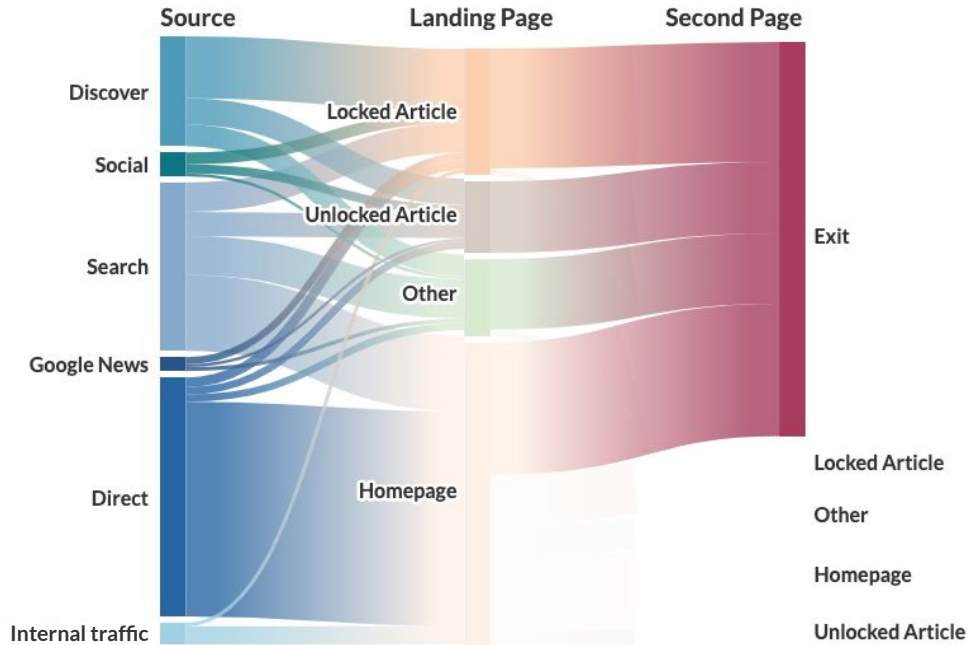 Source
Landing Page
Second Page
Discover
Social
Search
Google News
Direct
Internal traffic
Locked Article
Unlocked Article
Other
Homepage
Exit
Locked Article
Other
Homepage
Unlocked Article